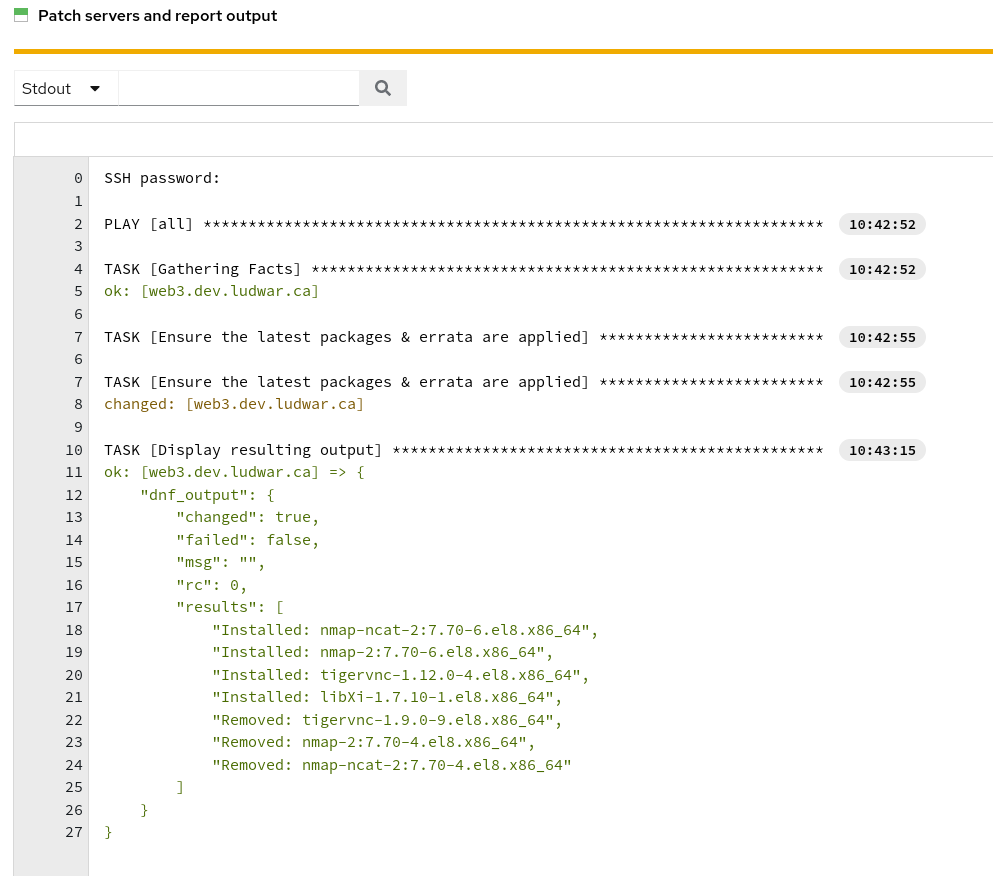 Patch servers and report output
Stdout
0 SSH password:
1
2 PLAY [all] ********************************************************************* 10:42:52
3
4 TASK [Gathering Facts] ********************************************************* 10:42:52
5 ok: [web3.dev.ludwar.ca]
6
7 TASK [Ensure the latest packages & errata are applied] ************************* 10:42:55
6
7 TASK [Ensure the latest packages & errata are applied] ************************* 10:42:55
8 changed: [web3.dev.ludwar.ca]
9
10 TASK [Display resulting output] ************************************************ 10:43:15
11 ok: [web3.dev.ludwar.ca] => {
12     "dnf_output": {
13         "changed": true,
14         "failed": false,
15         "msg": "",
16         "rc": 0,
17         "results": [
18             "Installed: nmap-ncat-2:7.70-6.el8.x86_64",
19             "Installed: nmap-2:7.70-6.el8.x86_64",
20             "Installed: tigervnc-1.12.0-4.el8.x86_64",
21             "Installed: libXi-1.7.10-1.el8.x86_64",
22             "Removed: tigervnc-1.9.0-9.el8.x86_64",
23             "Removed: nmap-2:7.70-4.el8.x86_64",
24             "Removed: nmap-ncat-2:7.70-4.el8.x86_64"
25         ]
26     }
27 }